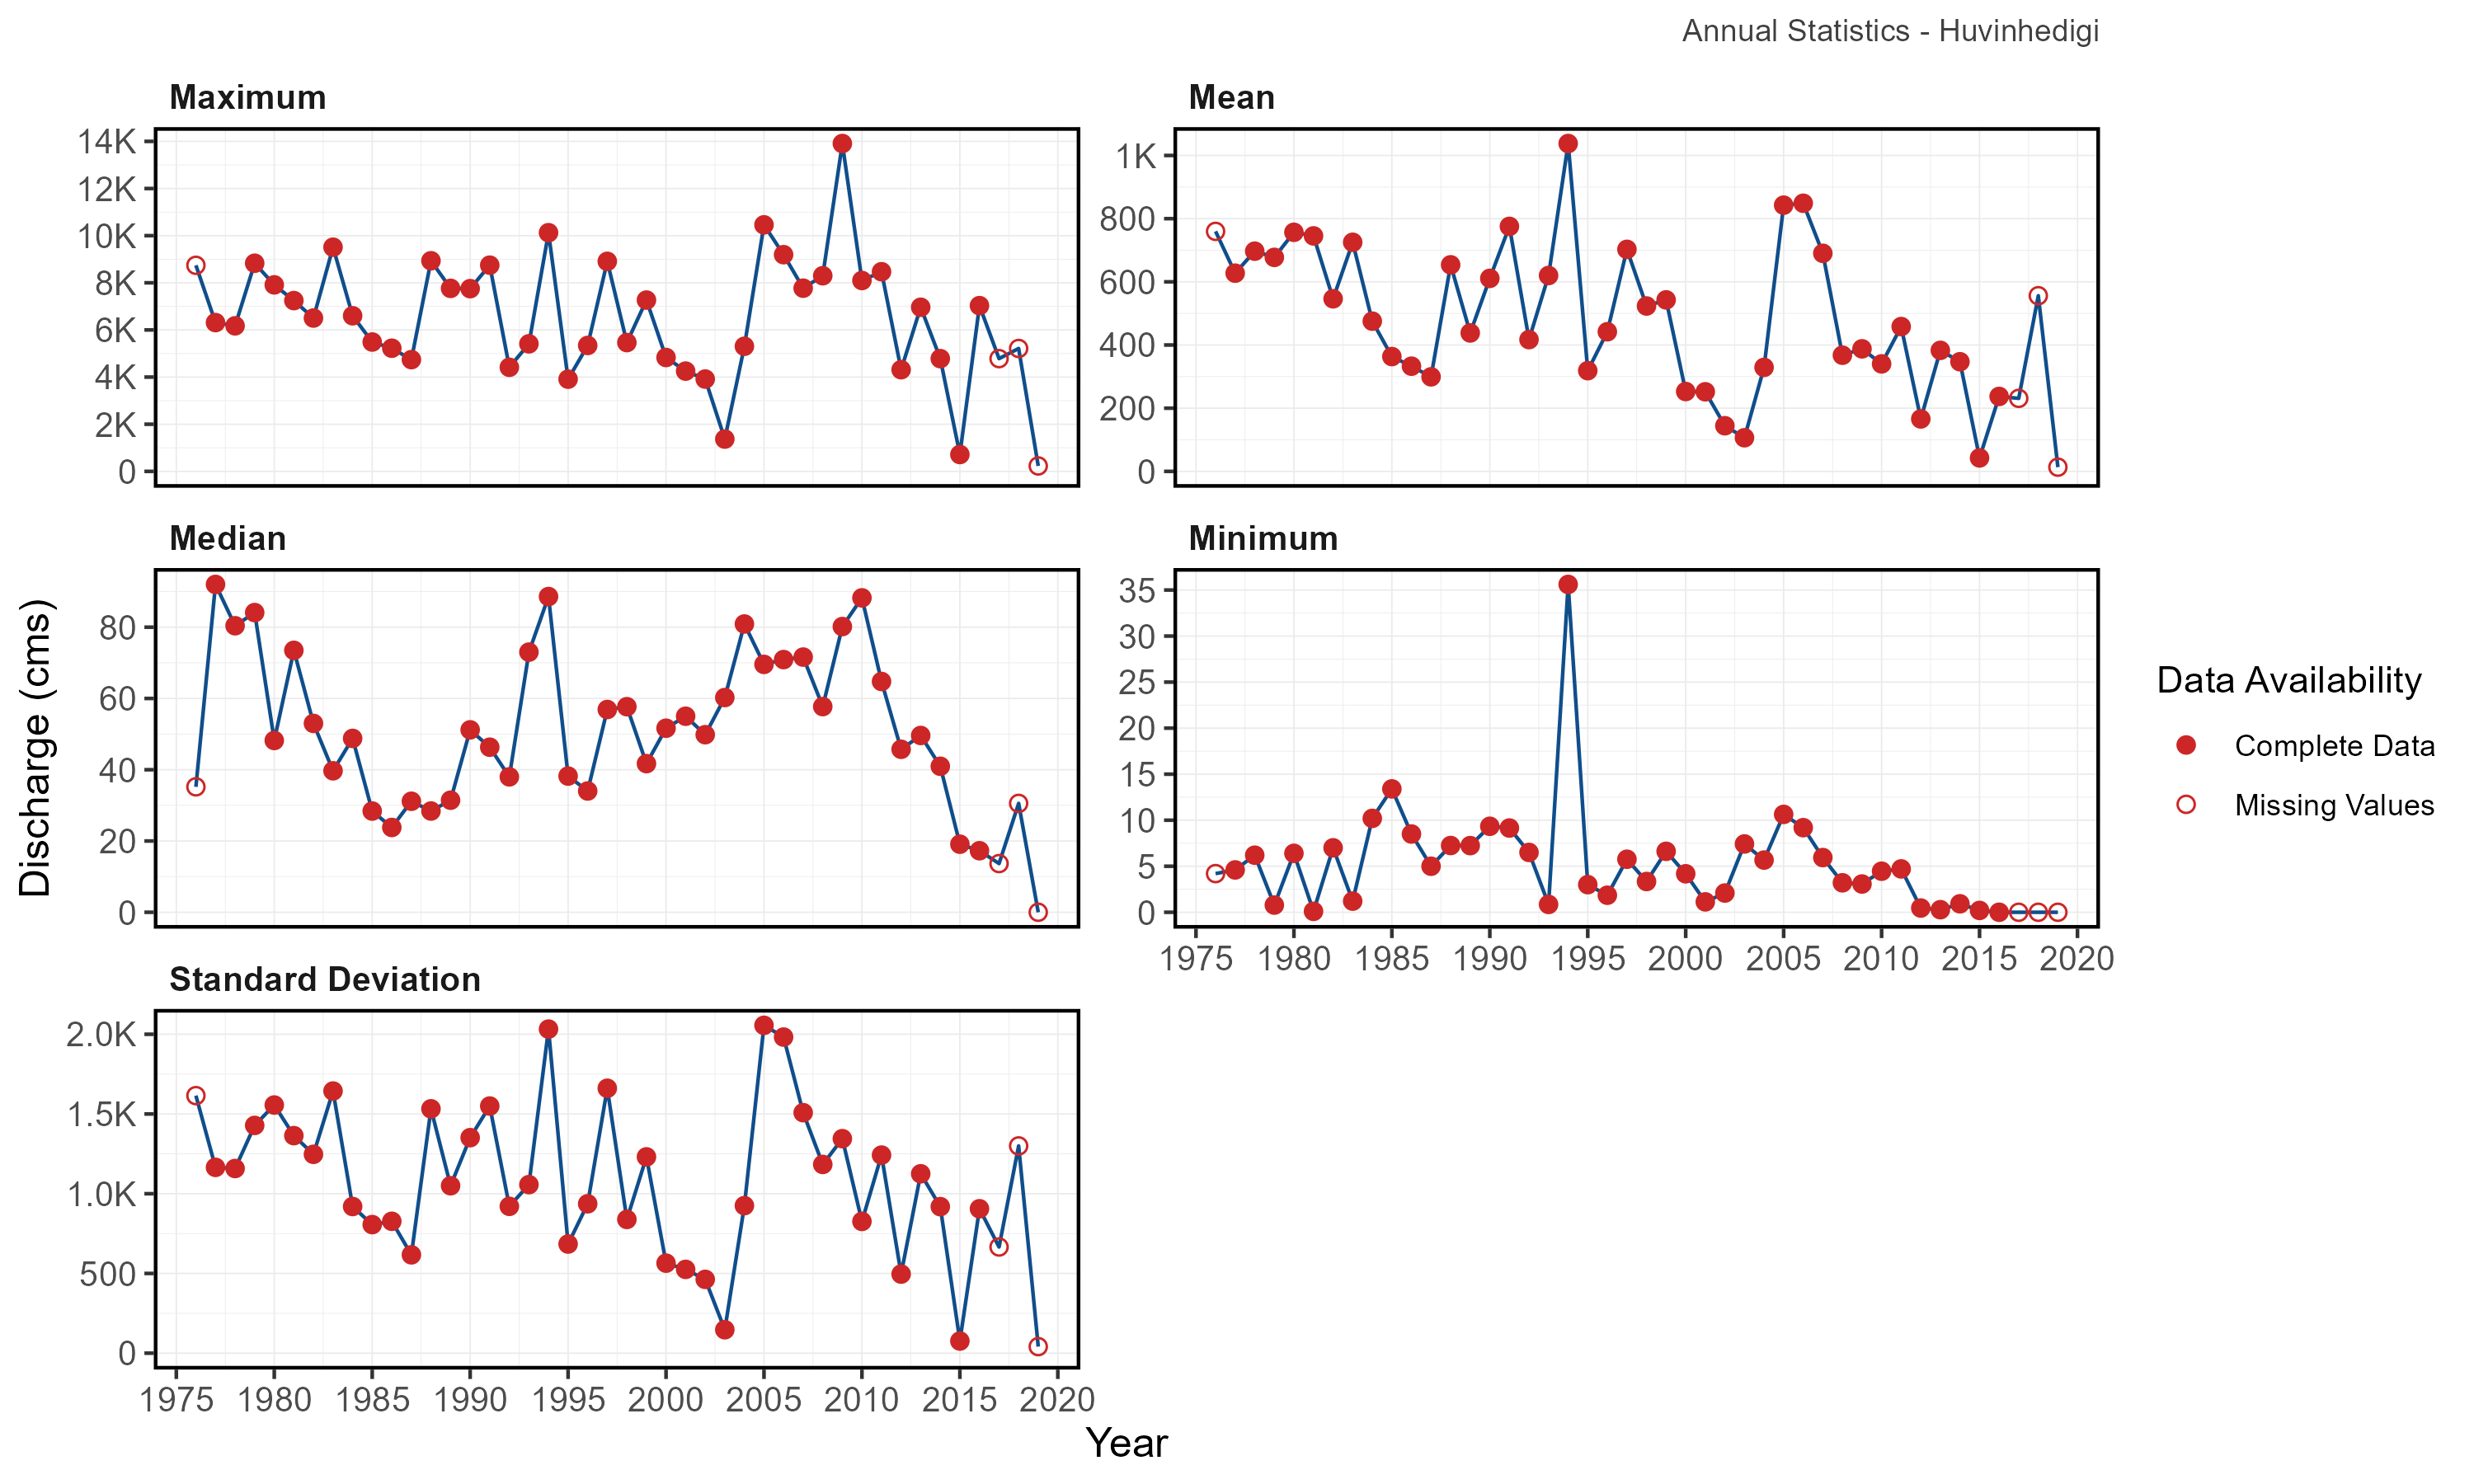 Annual Statistics - Huvinhedigi
Maximum
14K
12K
10K
8K
6K
4K
2K
0
Mean
1K
800
600
400
200
0
Discharge (cms)
Median
80
60
40
20
0
Minimum
35
30
25
20
15
10
5
0
1975 1980 1985 1990 1995 2000 2005 2010 2015 2020
Standard Deviation
2.0K
1.5K
1.0K
500
0
1975 1980 1985 1990 1995 2000 2005 2010 2015 2020
Year
Data Availability
Complete Data
Missing Values